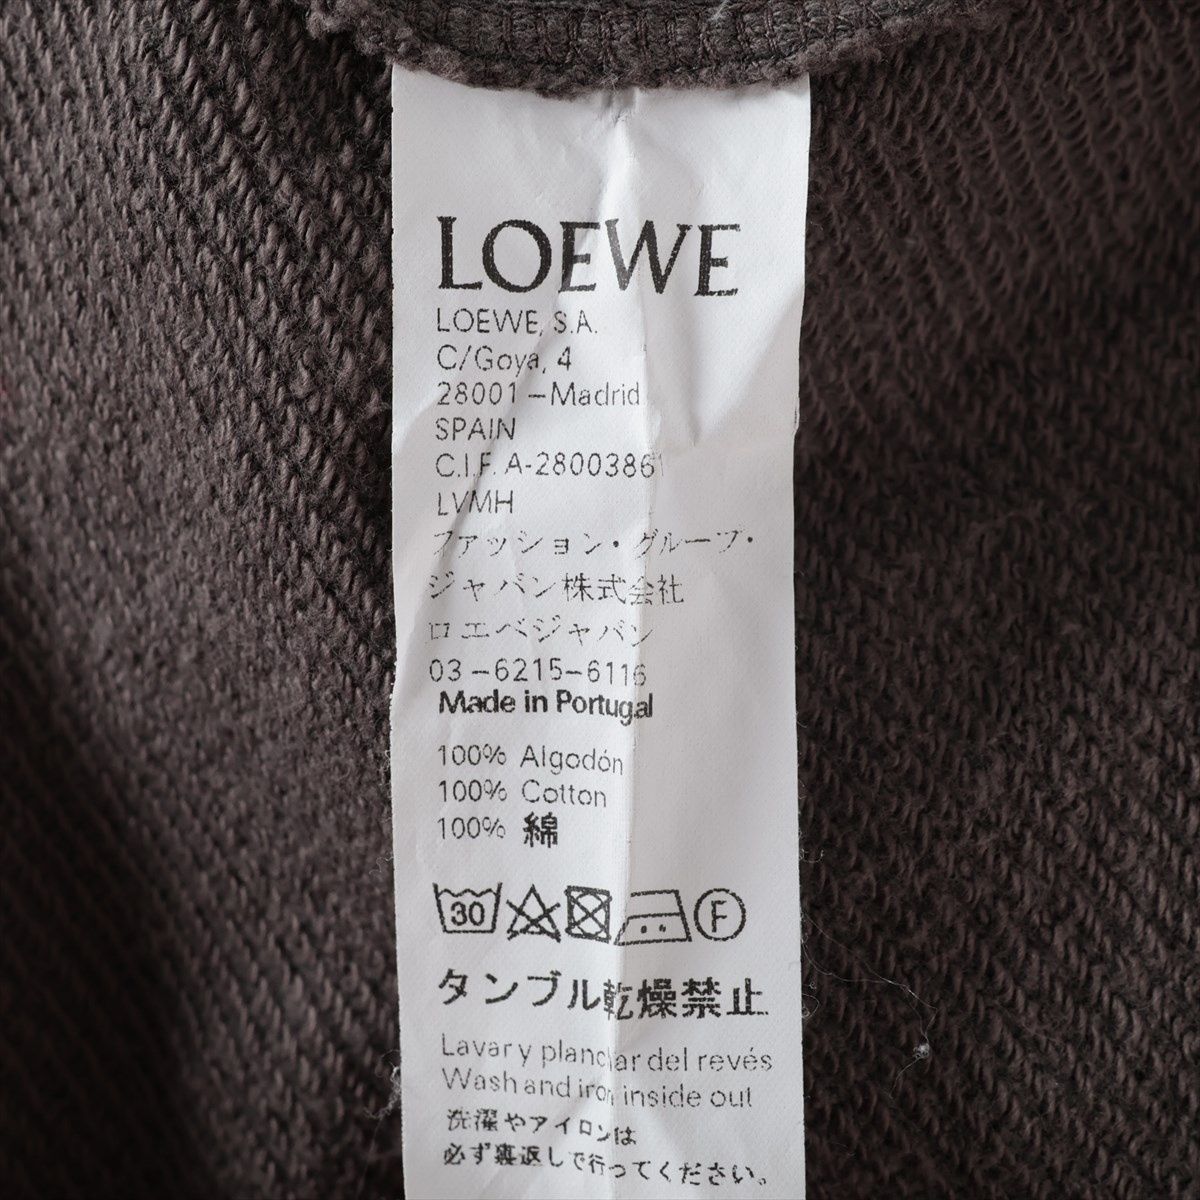 LOEWE
LOEWE, S.A.
C/Goya, 4
28001 – Madrid
SPAIN
C.I.F. A-28003861
LVMH
ファッション・グループ・
ジャパン株式会社
ロエベジャパン
03 – 6215 – 6116
Made in Portugal
100% Algodón
100% Cotton
100% 綿
30 F
タンブル乾燥禁止
Lavar y planchar del revés
Wash and iron inside out
洗濯やアイロンは
必ず裏返しで行ってください。